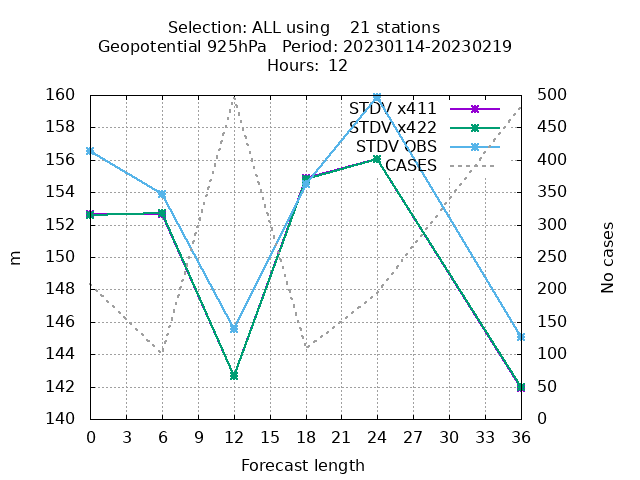 Selection: ALL using    21 stations
Geopotential 925hPa   Period: 20230114-20230219
Hours:  12
160 500
STDV x411
158 450
STDV x422
STDV OBS
156 400
CASES
154 350
152 300
150 250
m
No cases
148 200
146 150
144 100
142 50
140 0
0 3 6 9 12 15 18 21 24 27 30 33 36
Forecast length